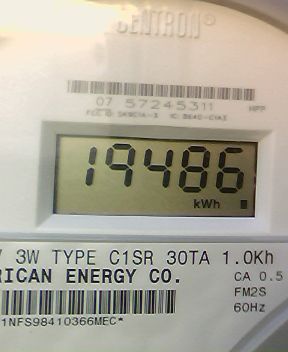 CENTRON®
07 57245311
19486
kWh
3W TYPE C1SR 30TA 1.0Kh
RICAN ENERGY CO.
CA 0.5
FM2S
60Hz
1NFS98410366MEC*